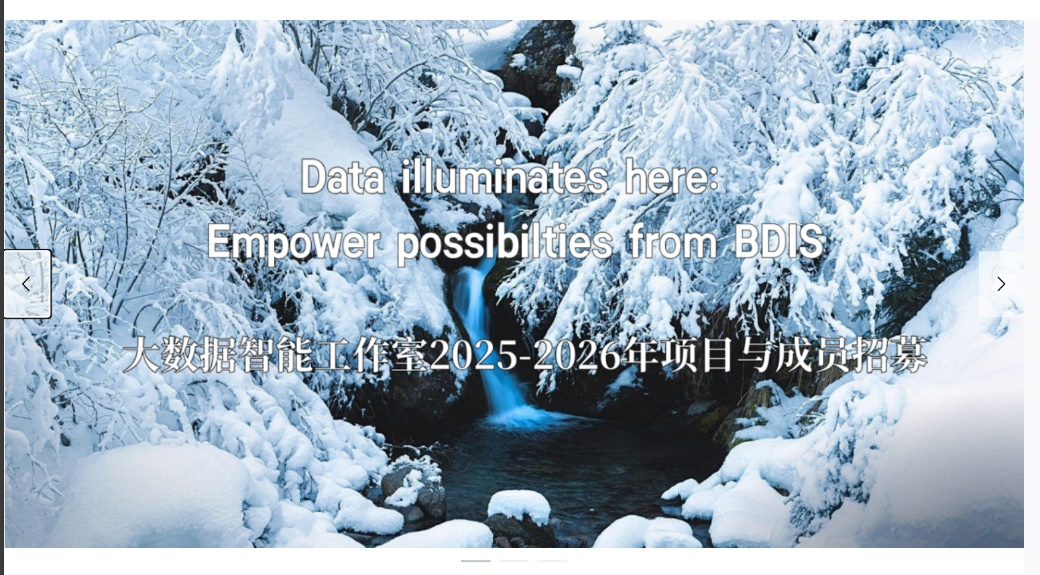 Data illuminates here:
Empower possibilties from BDIS
大数据智能工作室2025-2026年项目与成员招募